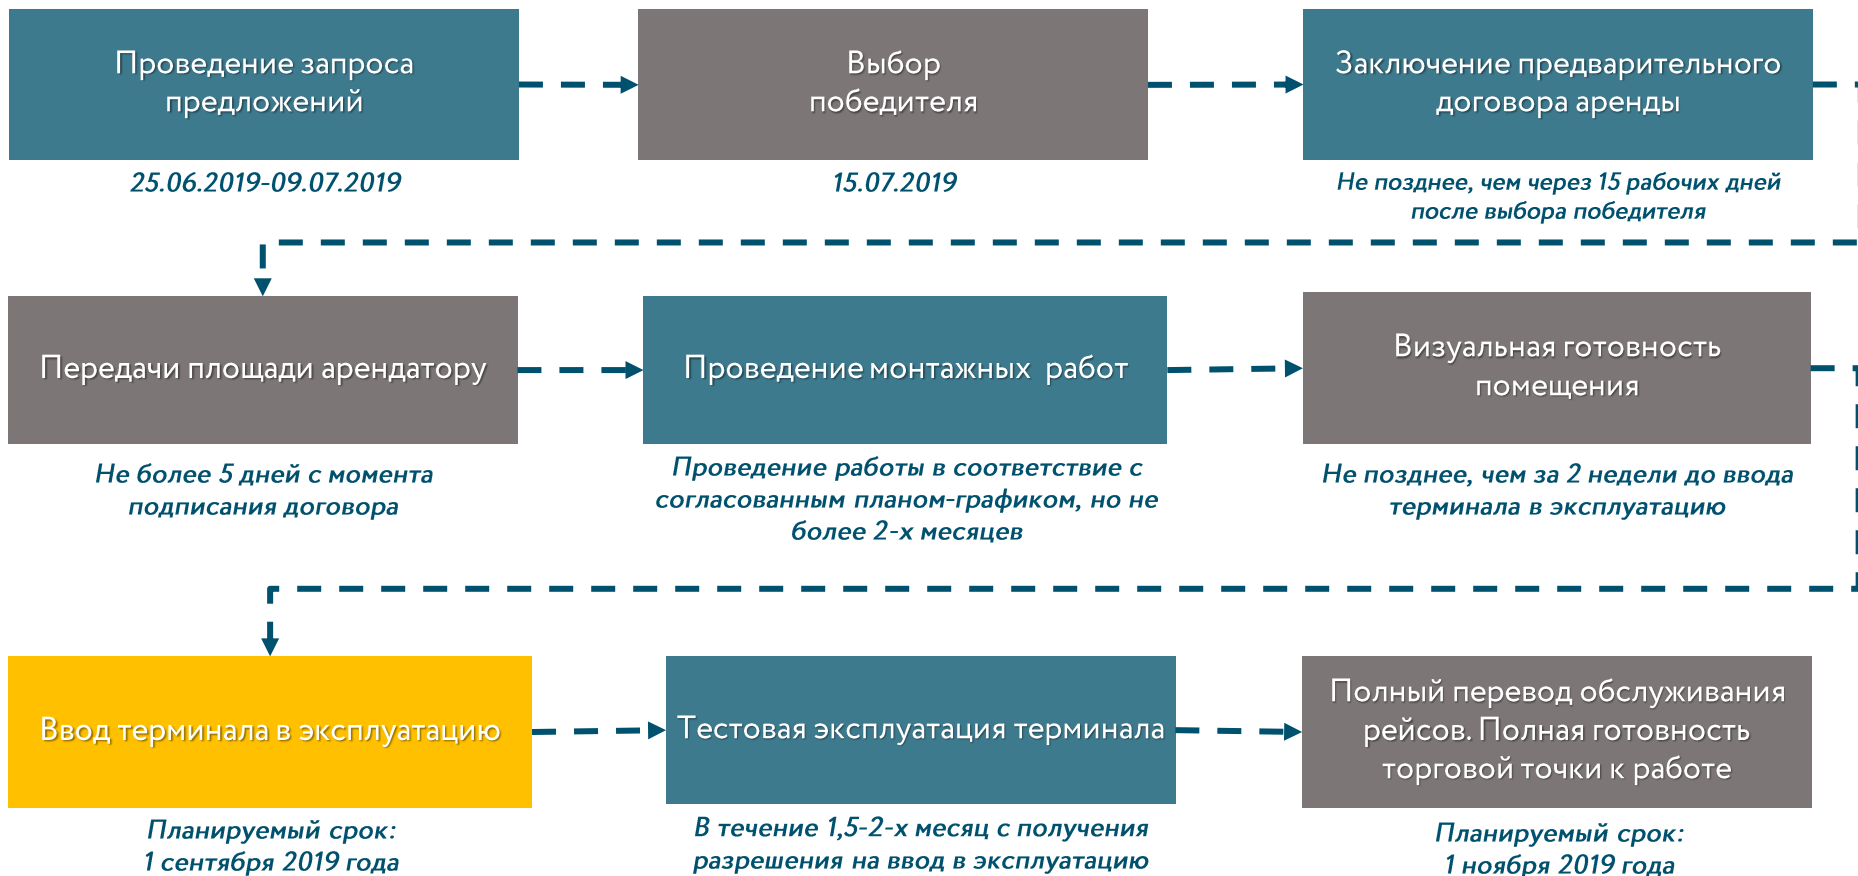 Проведение запроса
предложений
25.06.2019-09.07.2019
Выбор
победителя
15.07.2019
Заключение предварительного
договора аренды
Не позднее, чем через 15 рабочих дней
после выбора победителя
Передачи площади арендатору
Не более 5 дней с момента
подписания договора
Проведение монтажных работ
Проведение работы в соответствие с
согласованным планом-графиком, но не
более 2-х месяцев
Визуальная готовность
помещения
Не позднее, чем за 2 недели до ввода
терминала в эксплуатацию
Ввод терминала в эксплуатацию
Планируемый срок:
1 сентября 2019 года
Тестовая эксплуатация терминала
В течение 1,5-2-х месяц с получения
разрешения на ввод в эксплуатацию
Полный перевод обслуживания
рейсов. Полная готовность
торговой точки к работе
Планируемый срок:
1 ноября 2019 года